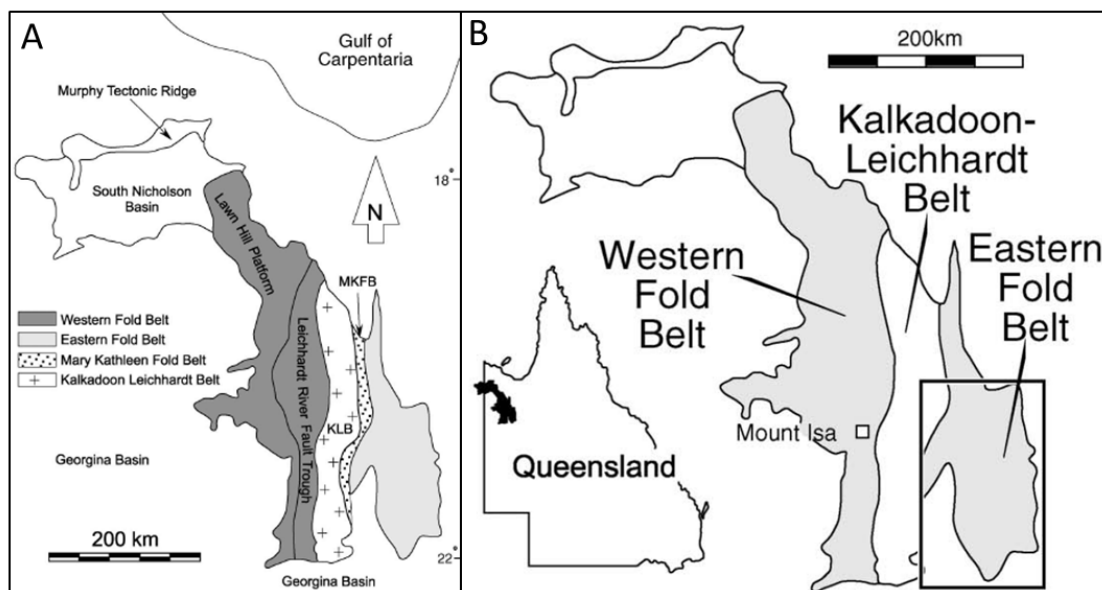 A
Gulf of
Carpentaria
Murphy Tectonic Ridge
18°
South Nicholson
Basin
N
Lawn Hill Platform
MKFB
Western Fold Belt
Eastern Fold Belt
Mary Kathleen Fold Belt
Kalkadoon Leichhardt Belt
Leichhardt River Fault Trough
KLB
Georgina Basin
200 km
22°
Georgina Basin
B
200km
Kalkadoon-
Leichhardt
Belt
Western
Fold
Belt
Eastern
Fold
Belt
Mount Isa
Queensland